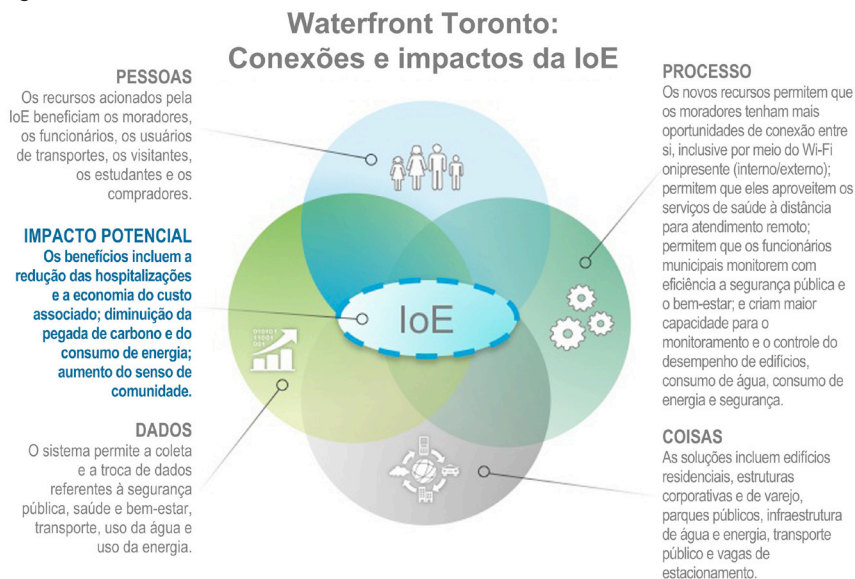 Waterfront Toronto:
Conexões e impactos da IoE
PESSOAS
Os recursos acionados pela
IoE beneficiam os moradores,
os funcionários, os usuários
de transportes, os visitantes,
os estudantes e os
compradores.
IMPACTO POTENCIAL
Os benefícios incluem a
redução das hospitalizações
e a economia do custo
associado; diminuição da
pegada de carbono e do
consumo de energia;
aumento do senso de
comunidade.
DADOS
O sistema permite a coleta
e a troca de dados
referentes à segurança
pública, saúde e bem-estar,
transporte, uso da água e
uso da energia.
010101
11001
001
IoE
PROCESSO
Os novos recursos permitem que
os moradores tenham mais
oportunidades de conexão entre
si, inclusive por meio do Wi-Fi
onipresente (interno/externo);
permitem que eles aproveitem os
serviços de saúde à distância
para atendimento remoto;
permitem que os funcionários
municipais monitorem com
eficiência a segurança pública e
o bem-estar; e criam maior
capacidade para o
monitoramento e o controle do
desempenho de edifícios,
consumo de água, consumo de
energia e segurança.
COISAS
As soluções incluem edifícios
residenciais, estruturas
corporativas e de varejo,
parques públicos, infraestrutura
de água e energia, transporte
público e vagas de
estacionamento.